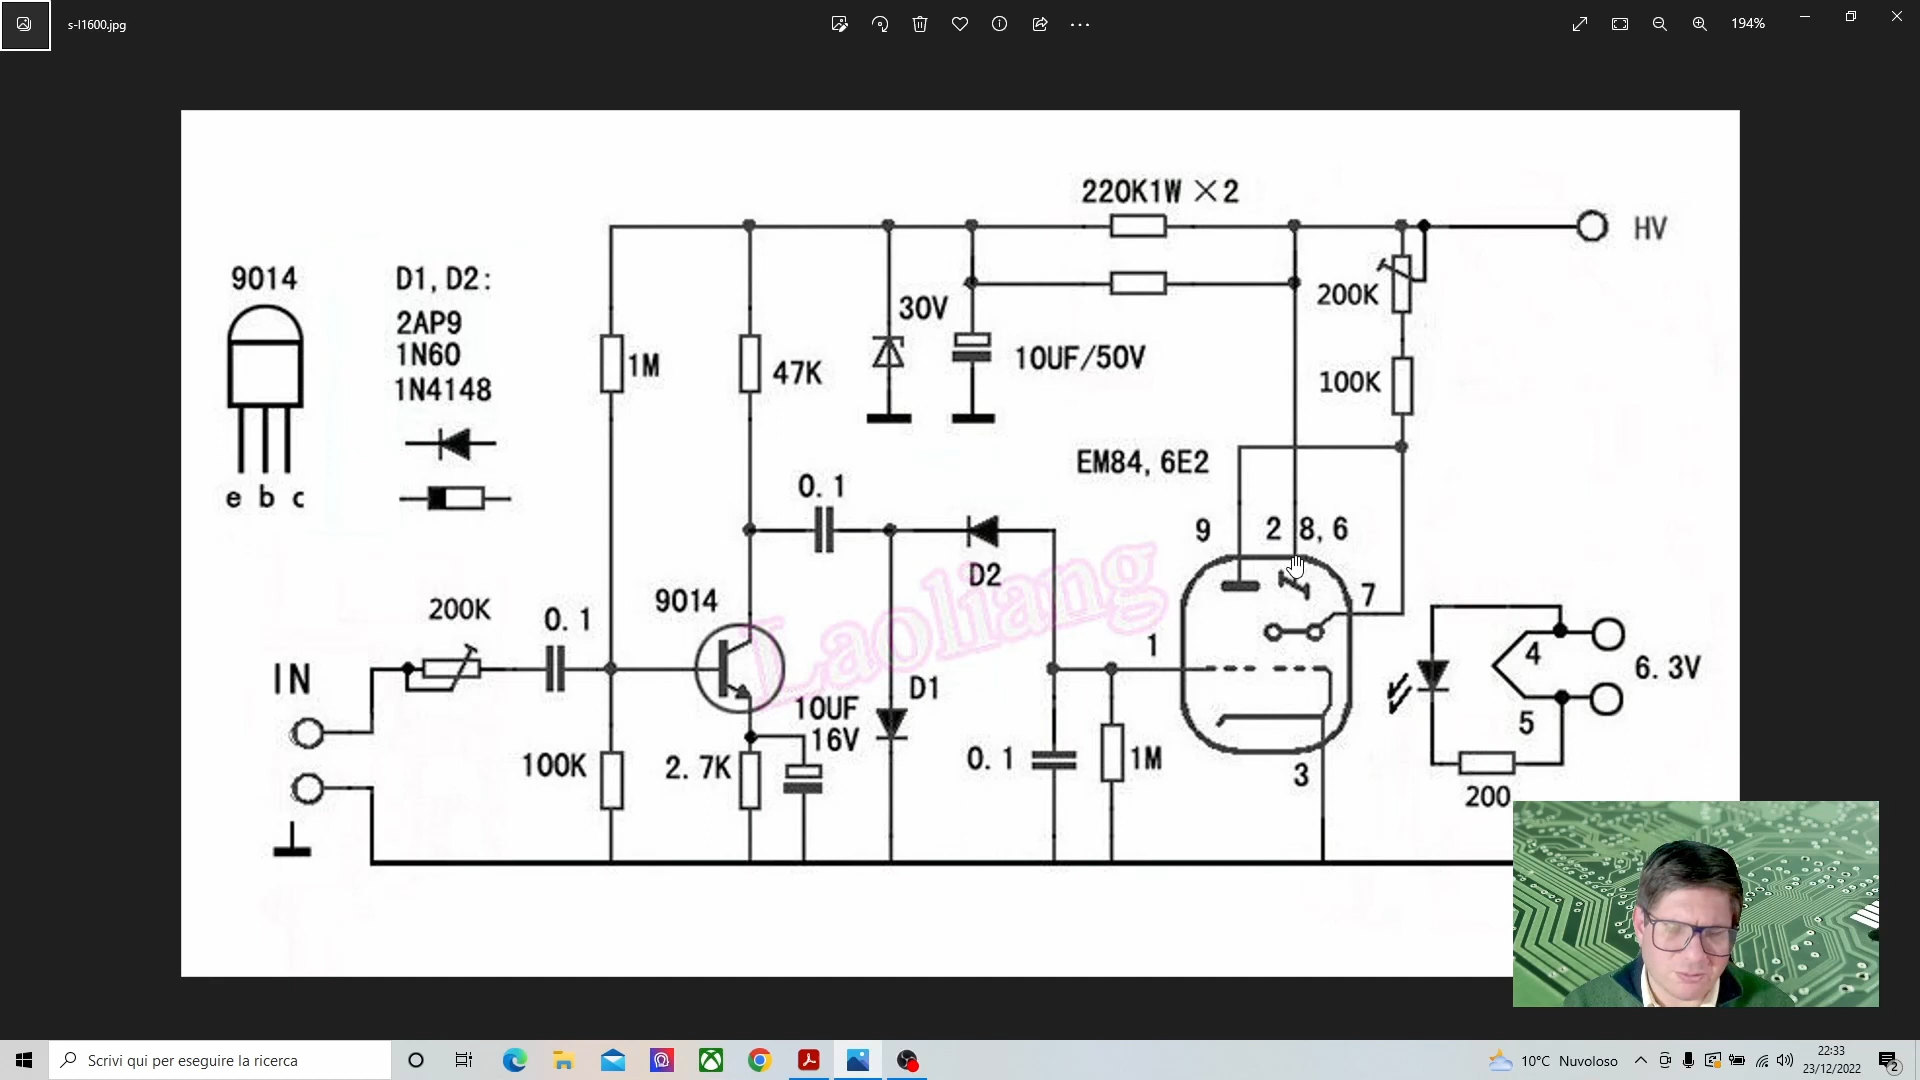 s-l1600.jpg
194%
220K1W ×2
HV
9014
D1, D2:
2AP9
1N60
1N4148
e b c
1M
47K
30V
10UF/50V
200K
100K
EM84, 6E2
0. 1
9
2
8, 6
7
D2
Laoliang
200K
0. 1
9014
IN
1
4
6. 3V
5
D1
10UF
16V
100K
2. 7K
0. 1
1M
3
200
Scrivi qui per eseguire la ricerca
10°C Nuvoloso
22:33
23/12/2022
2